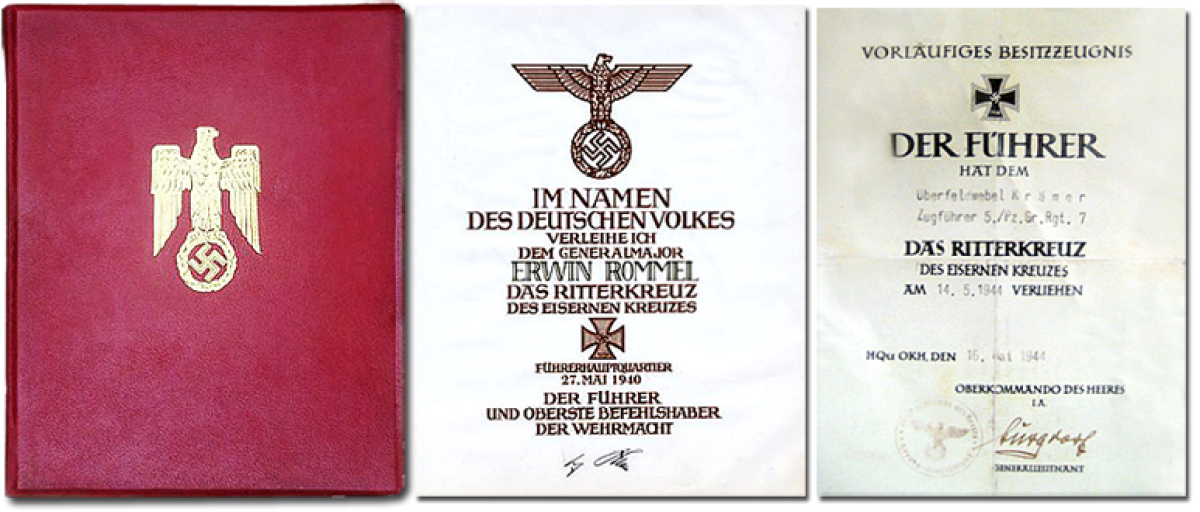 IM NAMEN
DES DEUTSCHEN VOLKES
VERLEIHE ICH
DEM GENERALMAJOR
ERWIN ROMMEL
DAS RITTERKREUZ
DES EISERNEN KREUZES
FÜHRERHAUPTQUARTIER
27. MAI 1940
DER FÜHRER
UND OBERSTE BEFEHLSHABER
DER WEHRMACHT
VORLÄUFIGES BESITZZEUGNIS
DER FÜHRER
HAT DEM
Oberfeldwebel Krämer
Zugführer 5./Pz.Gr.Rgt. 7
DAS RITTERKREUZ
DES EISERNEN KREUZES
AM 14.5.1944 VERLIEHEN
HQu OKH, DEN 16. Mai 1944
OBERKOMMANDO DES HEERES
I.A.
Burgdorf
GENERALLEUTNANT